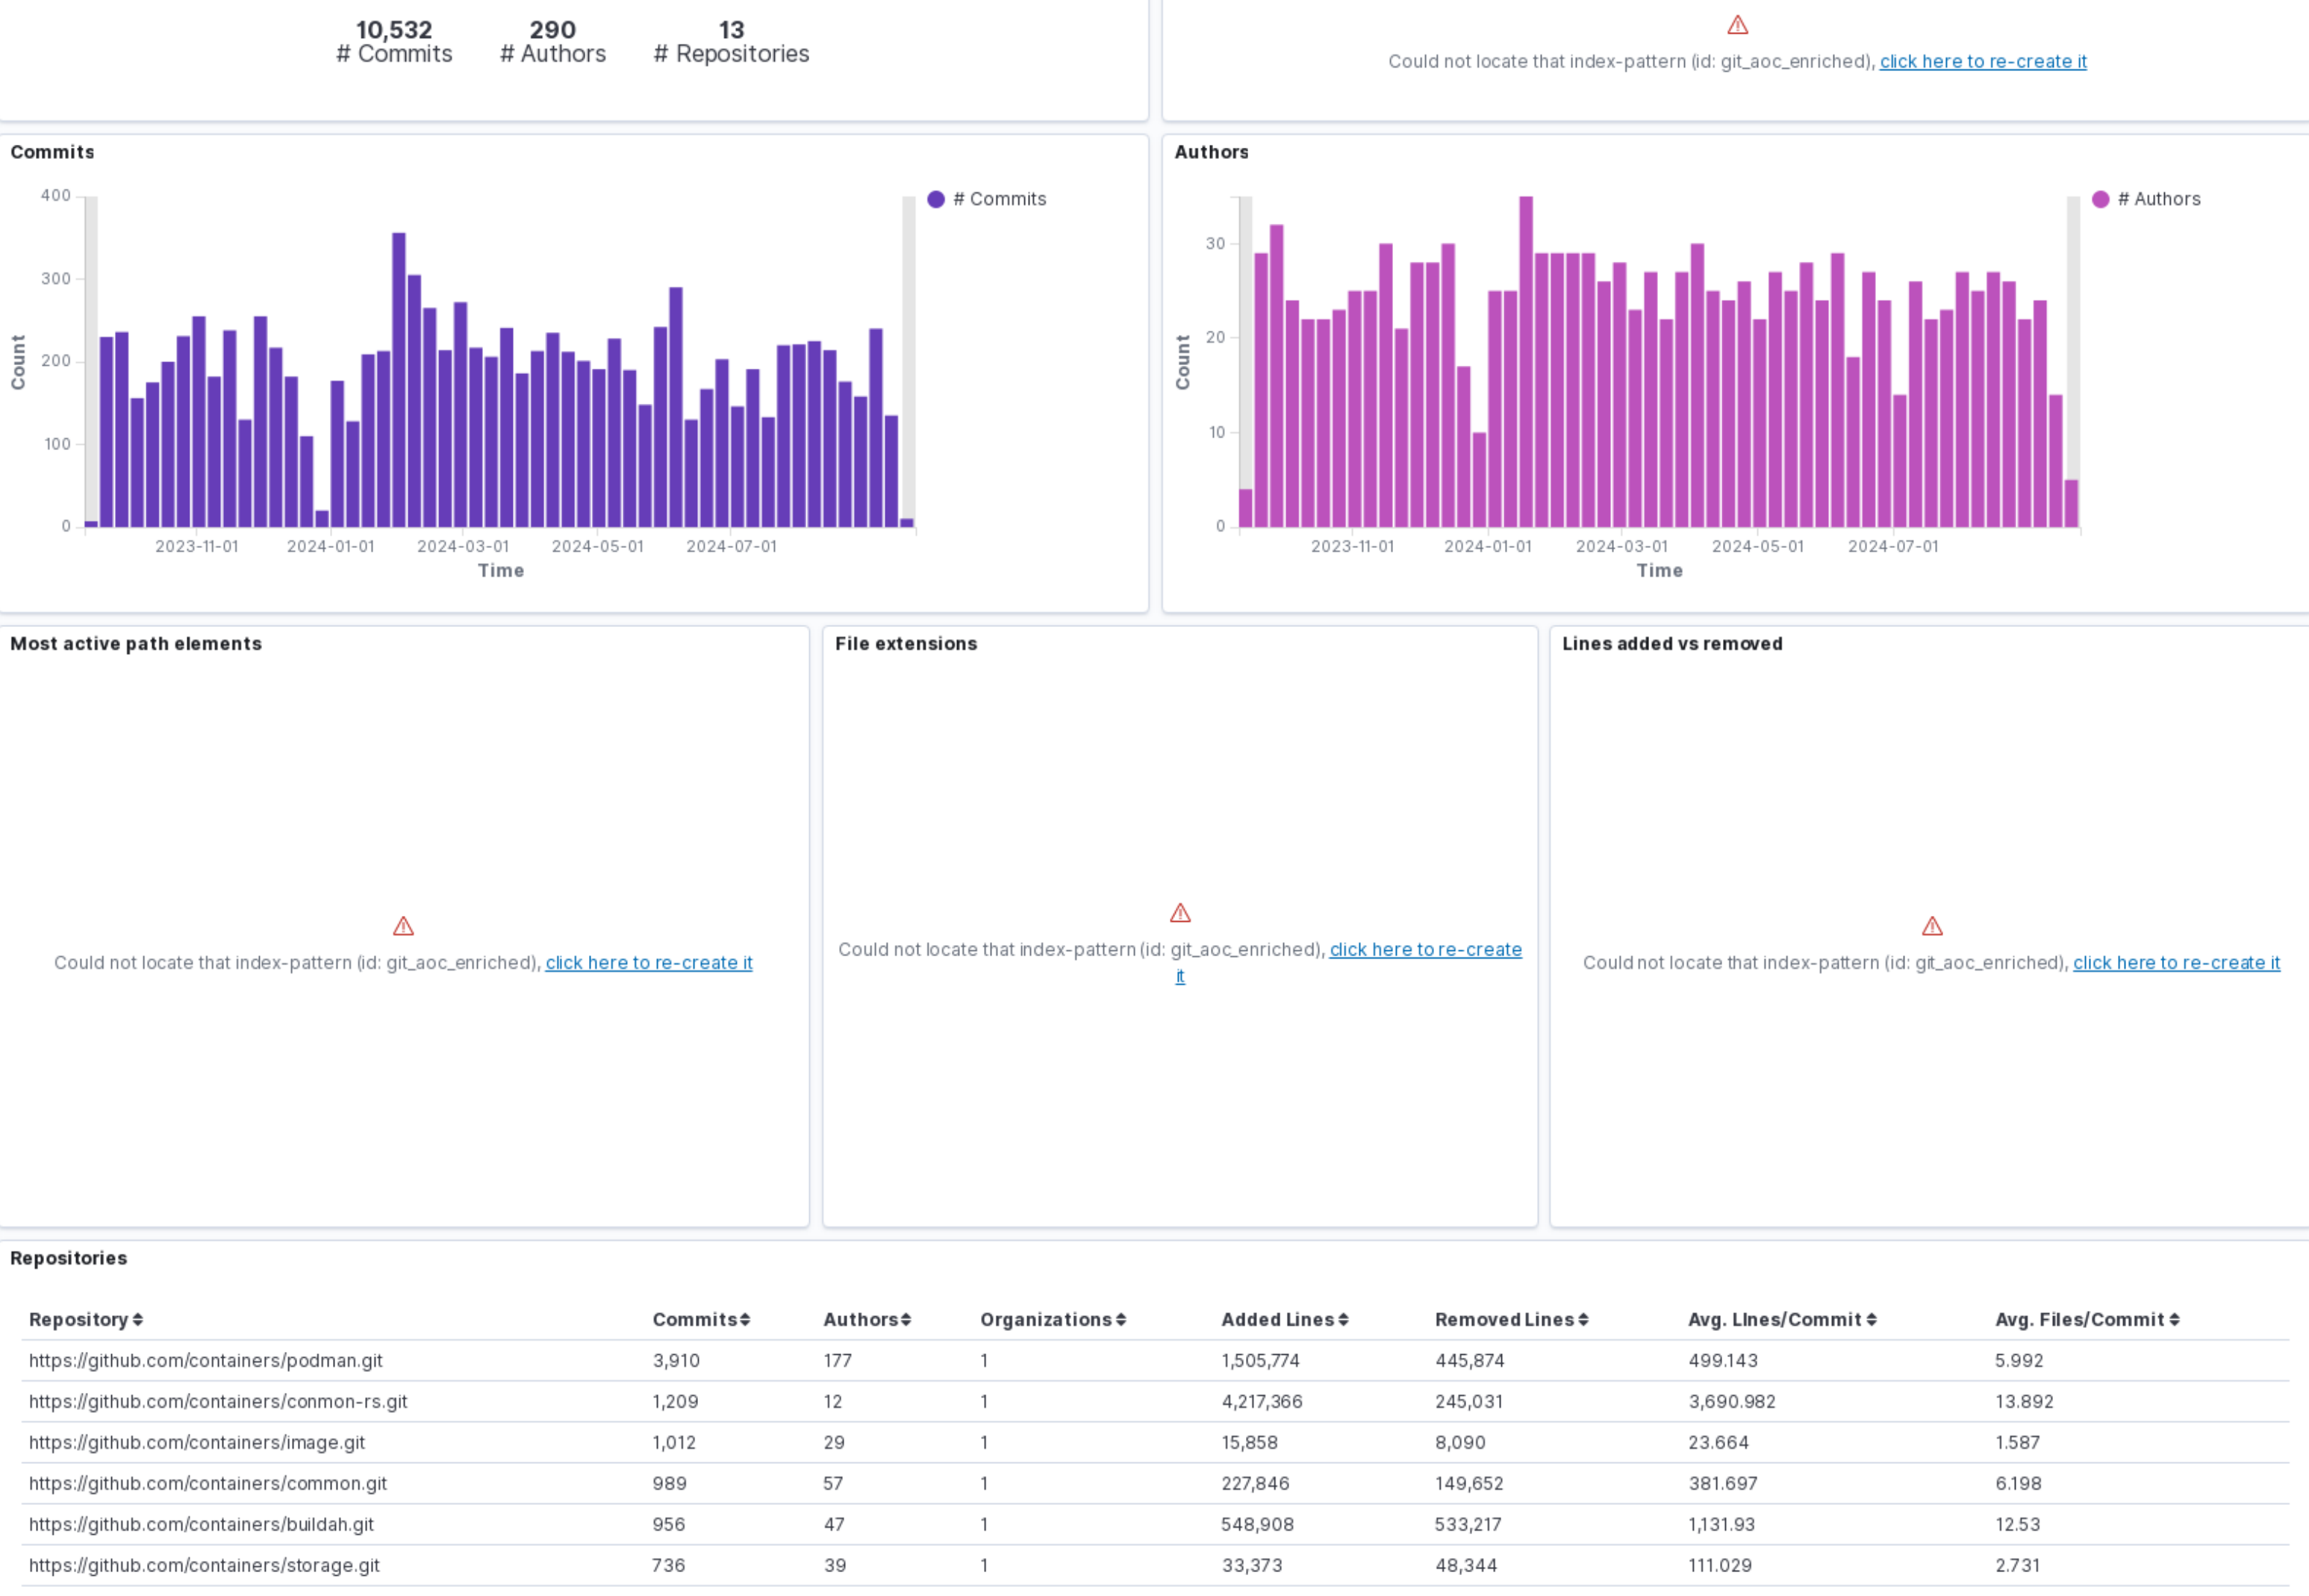 10,532 290 13
# Commits # Authors # Repositories
Could not locate that index-pattern (id: git_aoc_enriched), click here to re-create it
Commits
400
300
200
100
0
Count
2023-11-01 2024-01-01 2024-03-01 2024-05-01 2024-07-01
Time
# Commits
Authors
30
20
10
0
Count
2023-11-01 2024-01-01 2024-03-01 2024-05-01 2024-07-01
Time
# Authors
Most active path elements
Could not locate that index-pattern (id: git_aoc_enriched), click here to re-create it
File extensions
Could not locate that index-pattern (id: git_aoc_enriched), click here to re-create
it
Lines added vs removed
Could not locate that index-pattern (id: git_aoc_enriched), click here to re-create it
Repositories
Repository Commits Authors Organizations Added Lines Removed Lines Avg. LInes/Commit Avg. Files/Commit
https://github.com/containers/podman.git 3,910 177 1 1,505,774 445,874 499.143 5.992
https://github.com/containers/conmon-rs.git 1,209 12 1 4,217,366 245,031 3,690.982 13.892
https://github.com/containers/image.git 1,012 29 1 15,858 8,090 23.664 1.587
https://github.com/containers/common.git 989 57 1 227,846 149,652 381.697 6.198
https://github.com/containers/buildah.git 956 47 1 548,908 533,217 1,131.93 12.53
https://github.com/containers/storage.git 736 39 1 33,373 48,344 111.029 2.731